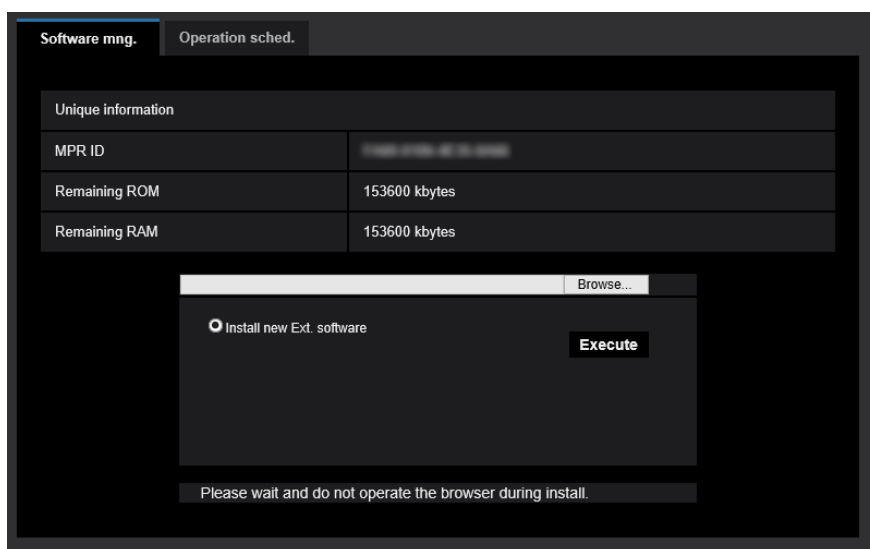 Software mng. Operation sched.
Unique information
MPR ID
Remaining ROM 153600 kbytes
Remaining RAM 153600 kbytes
Browse...
Install new Ext. software
Execute
Please wait and do not operate the browser during install.